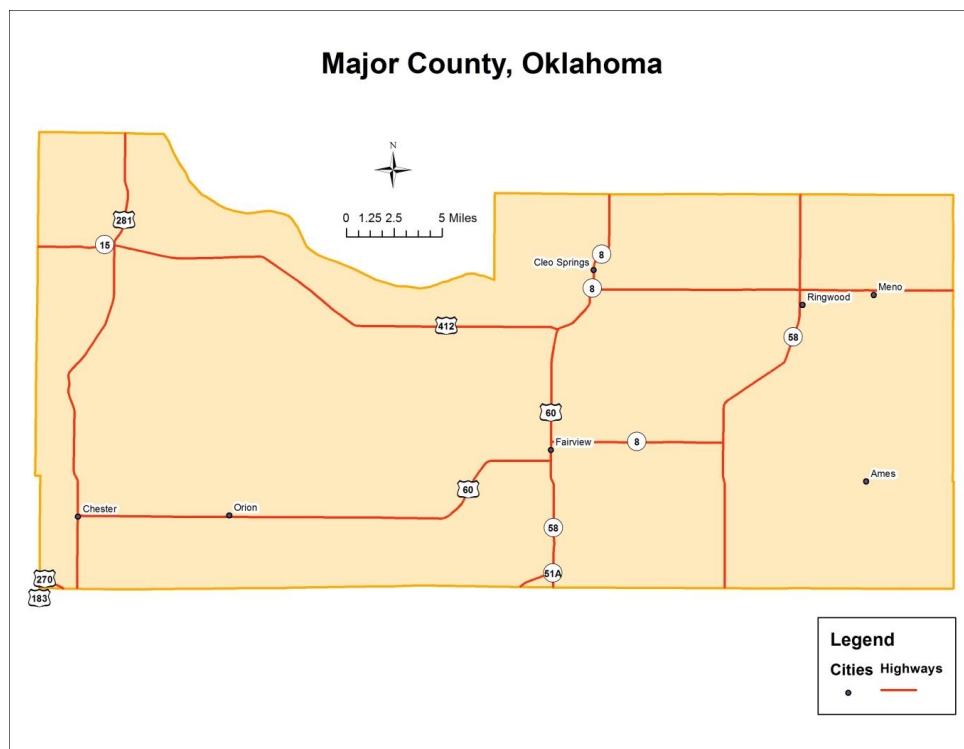 Major County, Oklahoma
N
0 1.25 2.5 5 Miles
281
15
8
Cleo Springs
8
Meno
Ringwood
412
58
60
Fairview
8
60
Ames
Chester
Orion
58
51A
270
183
Legend
Cities Highways